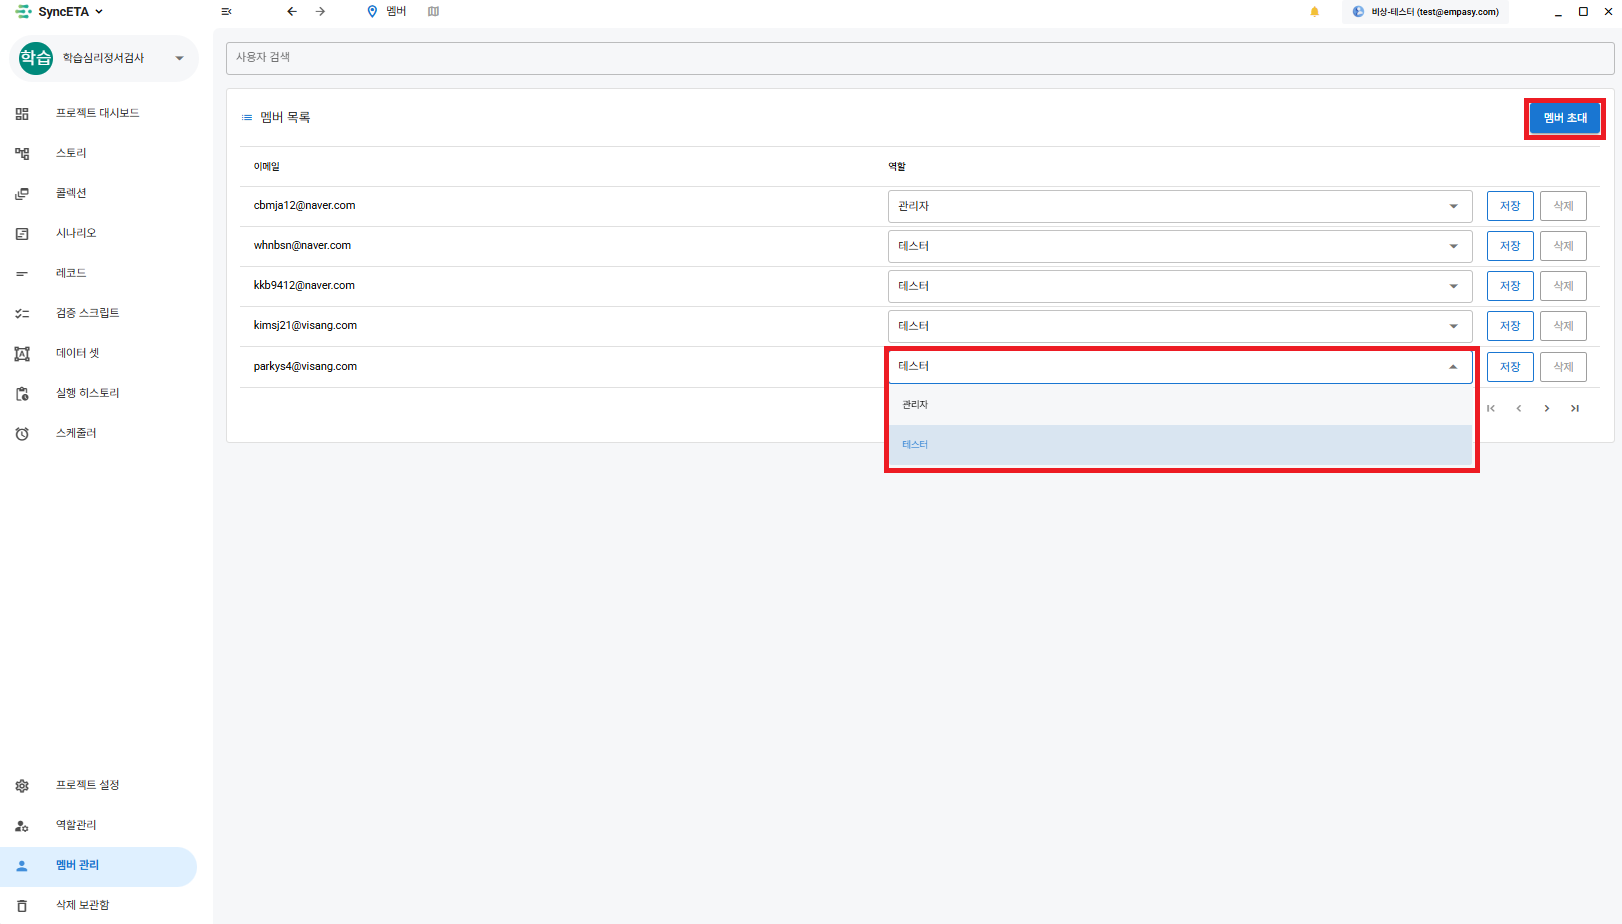 SyncETA
멤버
비상-테스터 (test@empasy.com)
학습
학습심리정서검사
프로젝트 대시보드
스토리
콜렉션
시나리오
레코드
검증 스크립트
데이터 셋
실행 히스토리
스케줄러
프로젝트 설정
역할관리
멤버 관리
삭제 보관함
사용자 검색
멤버 목록
멤버 초대
이메일 역할
cbmja12@naver.com 관리자 저장 삭제
whnbsn@naver.com 테스터 저장 삭제
kkb9412@naver.com 테스터 저장 삭제
kimsj21@visang.com 테스터 저장 삭제
parkys4@visang.com 테스터 저장 삭제
관리자
테스터